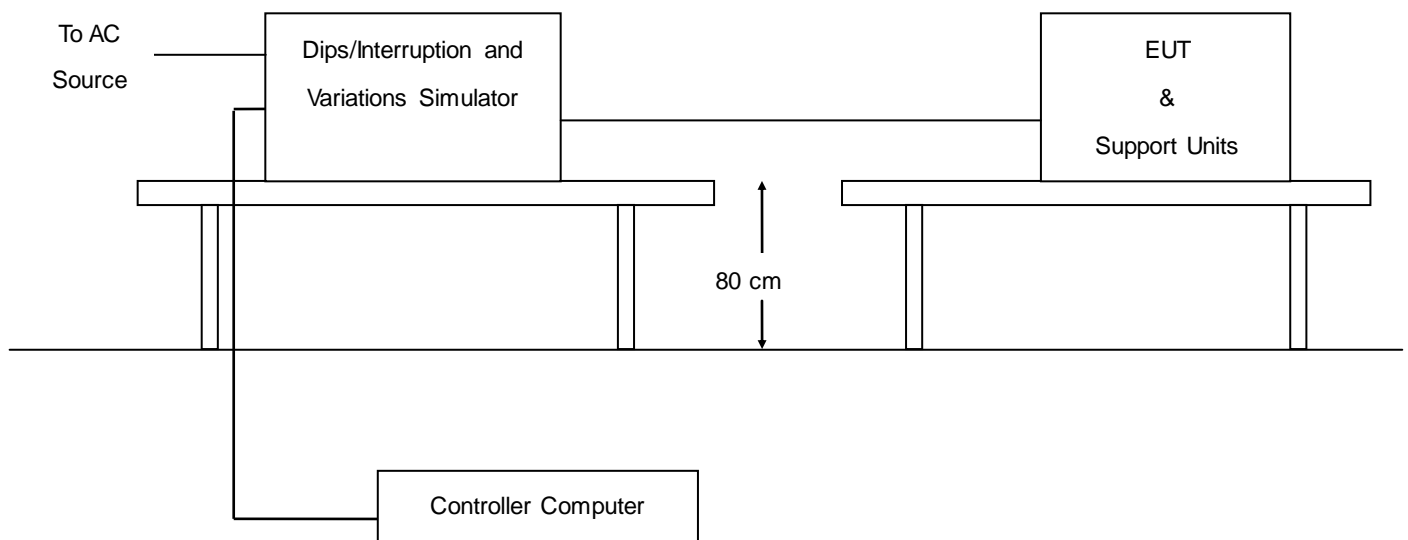 To AC
Source
Dips/Interruption and
Variations Simulator
EUT
&
Support Units
80 cm
Controller Computer